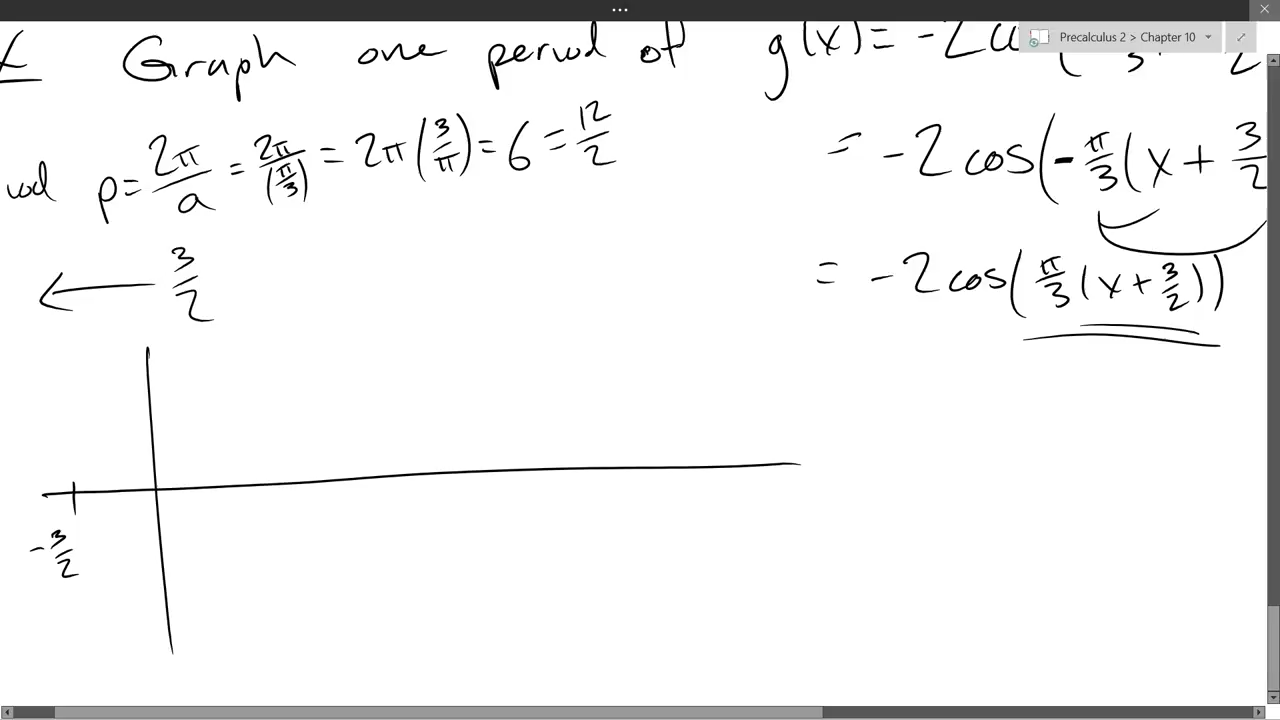 Precalculus 2 > Chapter 10
Graph one period of g(x) = -2co
= -2cos(-π/3(x + 3/2
p = 2π/a = 2π/(π/3) = 2π(3/π) = 6 = 12/2
= -2cos(π/3(x + 3/2))
← 3/2
-3/2